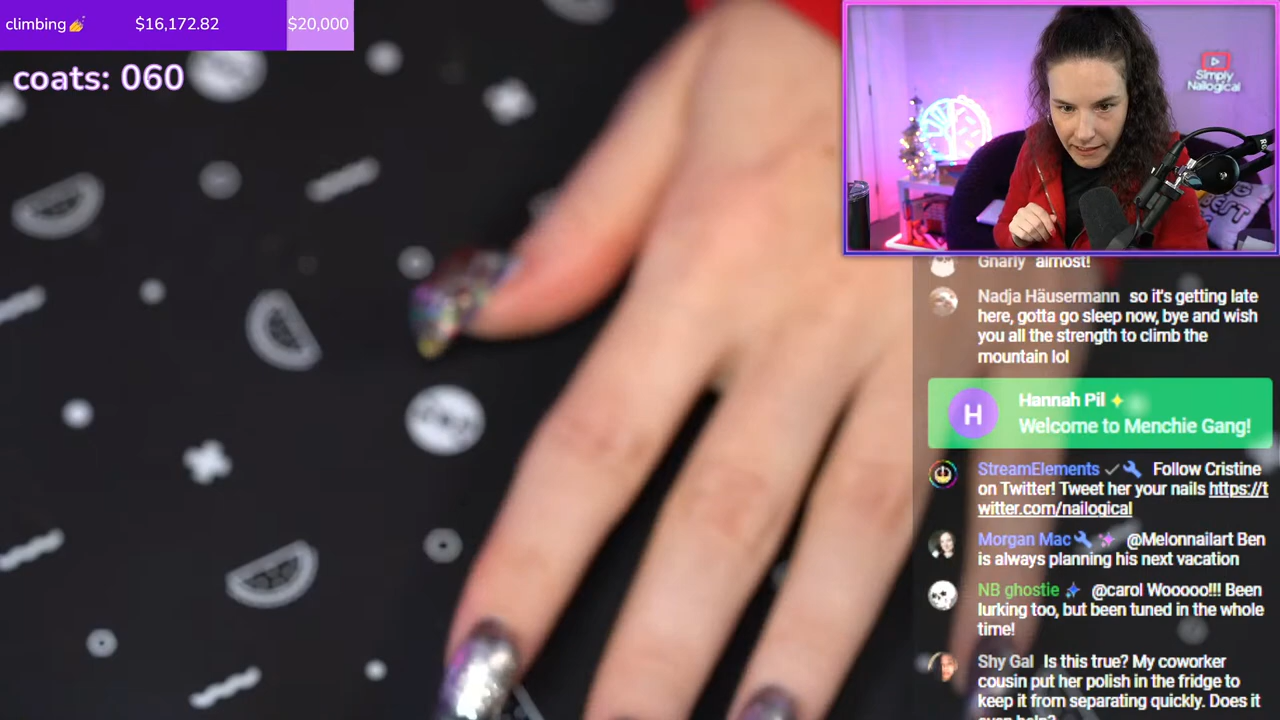 climbing💅 $16,172.82 $20,000
coats: 060
Simply
Nailogical
Gnarly almost!
Nadja Häusermann so it's getting late
here, gotta go sleep now, bye and wish
you all the strength to climb the
mountain lol
H
Hannah Pil
Welcome to Menchie Gang!
StreamElements Follow Cristine
on Twitter! Tweet her your nails https://t
witter.com/nailogical
Morgan Mac @Melonnailart Ben
is always planning his next vacation
NB ghostie @carol Wooooo!!! Been
lurking too, but been tuned in the whole
time!
Shy Gal Is this true? My coworker
cousin put her polish in the fridge to
keep it from separating quickly. Does it
even help?